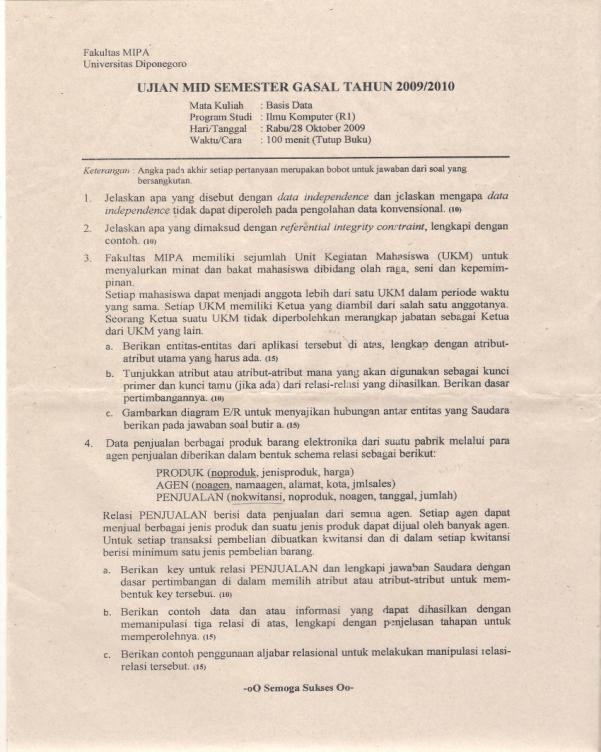 Fakultas MIPA
Universitas Diponegoro
UJIAN MID SEMESTER GASAL TAHUN 2009/2010
Mata Kuliah : Basis Data
Program Studi : Ilmu Komputer (R1)
Hari/Tanggal : Rabu/28 Oktober 2009
Waktu/Cara : 100 menit (Tutup Buku)
Keterangan : Angka pada akhir setiap pertanyaan merupakan bobot untuk jawaban dari soal yang
bersangkutan.
1. Jelaskan apa yang disebut dengan data independence dan jelaskan mengapa data
independence tidak dapat diperoleh pada pengolahan data konvensional. (10)
2. Jelaskan apa yang dimaksud dengan referential integrity constraint, lengkapi dengan
contoh. (10)
3. Fakultas MIPA memiliki sejumlah Unit Kegiatan Mahasiswa (UKM) untuk
menyalurkan minat dan bakat mahasiswa dibidang olah raga, seni dan kepemim-
pinan.
Setiap mahasiswa dapat menjadi anggota lebih dari satu UKM dalam periode waktu
yang sama. Setiap UKM memiliki Ketua yang diambil dari salah satu anggotanya.
Seorang Ketua suatu UKM tidak diperbolehkan merangkap jabatan sebagai Ketua
dari UKM yang lain.
a. Berikan entitas-entitas dari aplikasi tersebut di atas, lengkap dengan atribut-
atribut utama yang harus ada. (15)
b. Tunjukkan atribut atau atribut-atribut mana yang akan digunakan sebagai kunci
primer dan kunci tamu (jika ada) dari relasi-relasi yang dihasilkan. Berikan dasar
pertimbangannya. (10)
c. Gambarkan diagram E/R untuk menyajikan hubungan antar entitas yang Saudara
berikan pada jawaban soal butir a. (15)
4. Data penjualan berbagai produk barang elektronika dari suatu pabrik melalui para
agen penjualan diberikan dalam bentuk schema relasi sebagai berikut:
PRODUK (noproduk, jenisproduk, harga)
AGEN (noagen, namaagen, alamat, kota, jmlsales)
PENJUALAN (nokwitansi, noproduk, noagen, tanggal, jumlah)
Relasi PENJUALAN berisi data penjualan dari semua agen. Setiap agen dapat
menjual berbagai jenis produk dan suatu jenis produk dapat dijual oleh banyak agen.
Untuk setiap transaksi pembelian dibuatkan kwitansi dan di dalam setiap kwitansi
berisi minimum satu jenis pembelian barang.
a. Berikan key untuk relasi PENJUALAN dan lengkapi jawaban Saudara dengan
dasar pertimbangan di dalam memilih atribut atau atribut-atribut untuk mem-
bentuk key tersebut. (10)
b. Berikan contoh data dan atau informasi yang dapat dihasilkan dengan
memanipulasi tiga relasi di atas, lengkapi dengan penjelasan tahapan untuk
memperolehnya. (15)
c. Berikan contoh penggunaan aljabar relasional untuk melakukan manipulasi relasi-
relasi tersebut. (15)
-oO Semoga Sukses Oo-